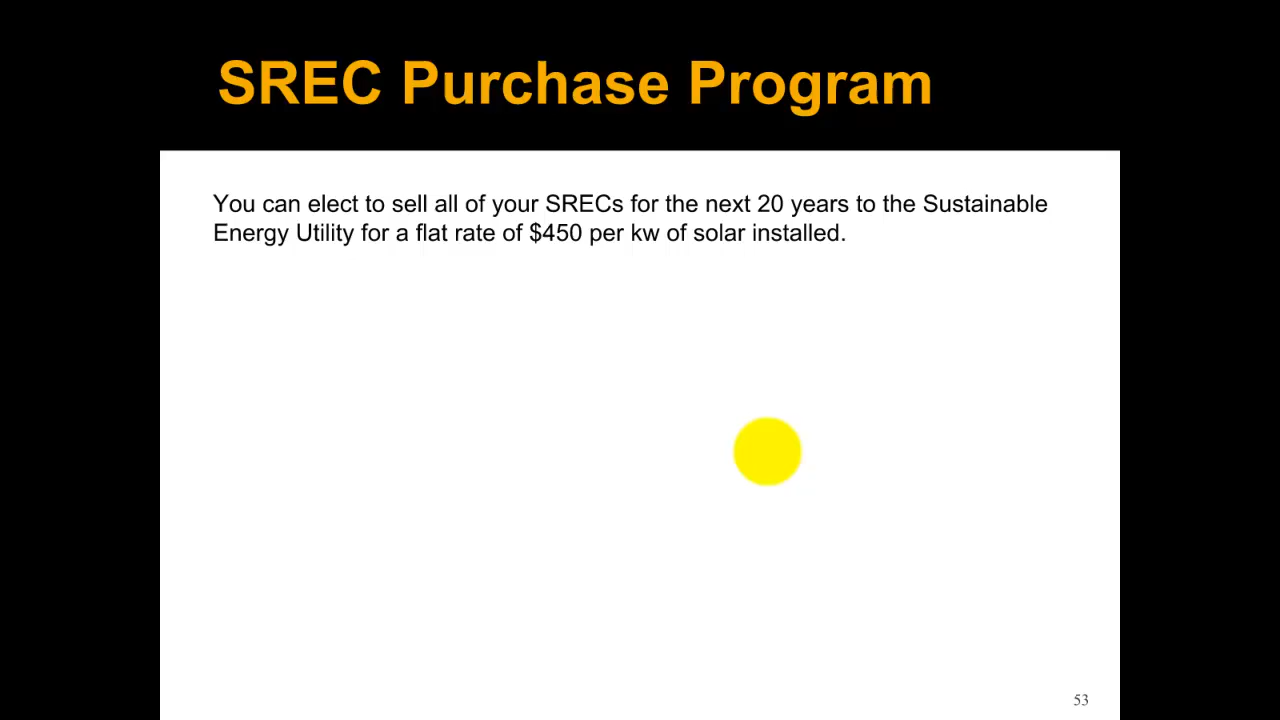 SREC Purchase Program
You can elect to sell all of your SRECs for the next 20 years to the Sustainable
Energy Utility for a flat rate of $450 per kw of solar installed.
53